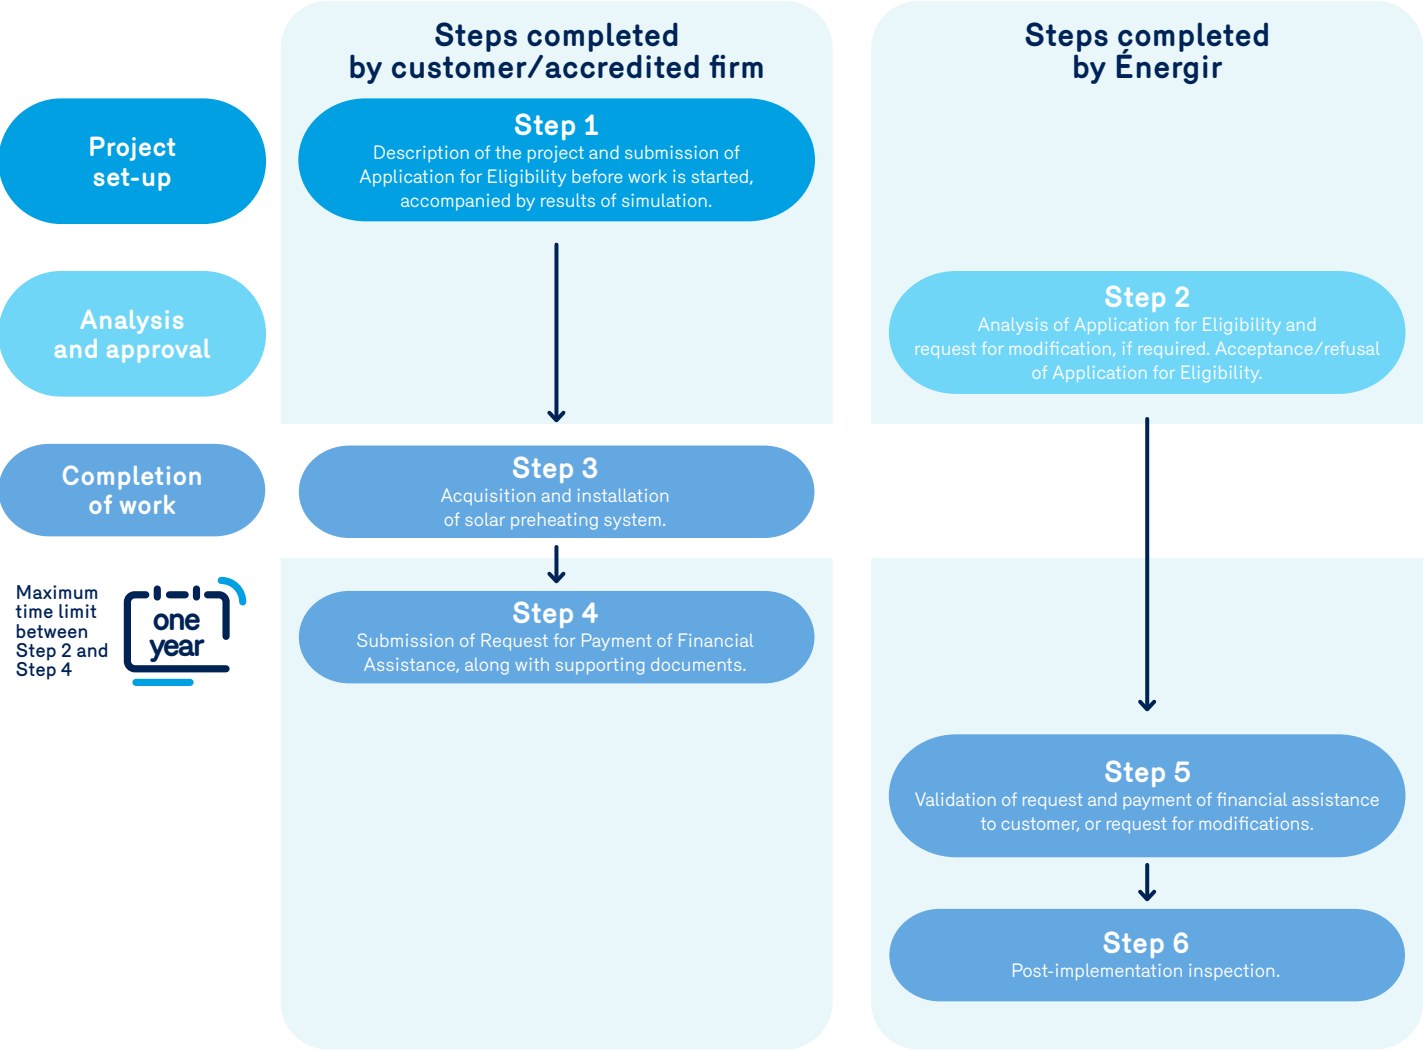 Steps completed
by customer/accredited firm
Steps completed
by Énergir
Project
set-up
Step 1
Description of the project and submission of
Application for Eligibility before work is started,
accompanied by results of simulation.
Analysis
and approval
Step 2
Analysis of Application for Eligibility and
request for modification, if required. Acceptance/refusal
of Application for Eligibility.
Completion
of work
Step 3
Acquisition and installation
of solar preheating system.
Maximum
time limit
between
Step 2 and
Step 4
one
year
Step 4
Submission of Request for Payment of Financial
Assistance, along with supporting documents.
Step 5
Validation of request and payment of financial assistance
to customer, or request for modifications.
Step 6
Post-implementation inspection.